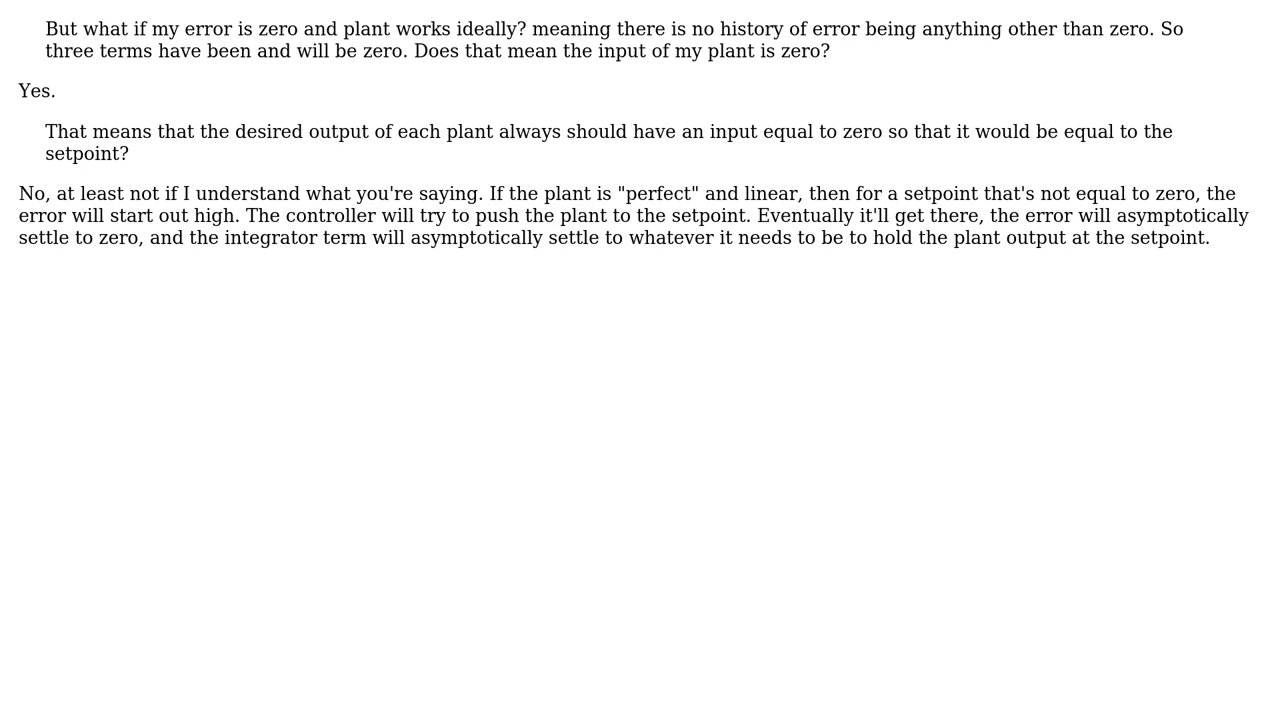 But what if my error is zero and plant works ideally? meaning there is no history of error being anything other than zero. So
three terms have been and will be zero. Does that mean the input of my plant is zero?
Yes.
That means that the desired output of each plant always should have an input equal to zero so that it would be equal to the
setpoint?
No, at least not if I understand what you're saying. If the plant is "perfect" and linear, then for a setpoint that's not equal to zero, the
error will start out high. The controller will try to push the plant to the setpoint. Eventually it'll get there, the error will asymptotically
settle to zero, and the integrator term will asymptotically settle to whatever it needs to be to hold the plant output at the setpoint.